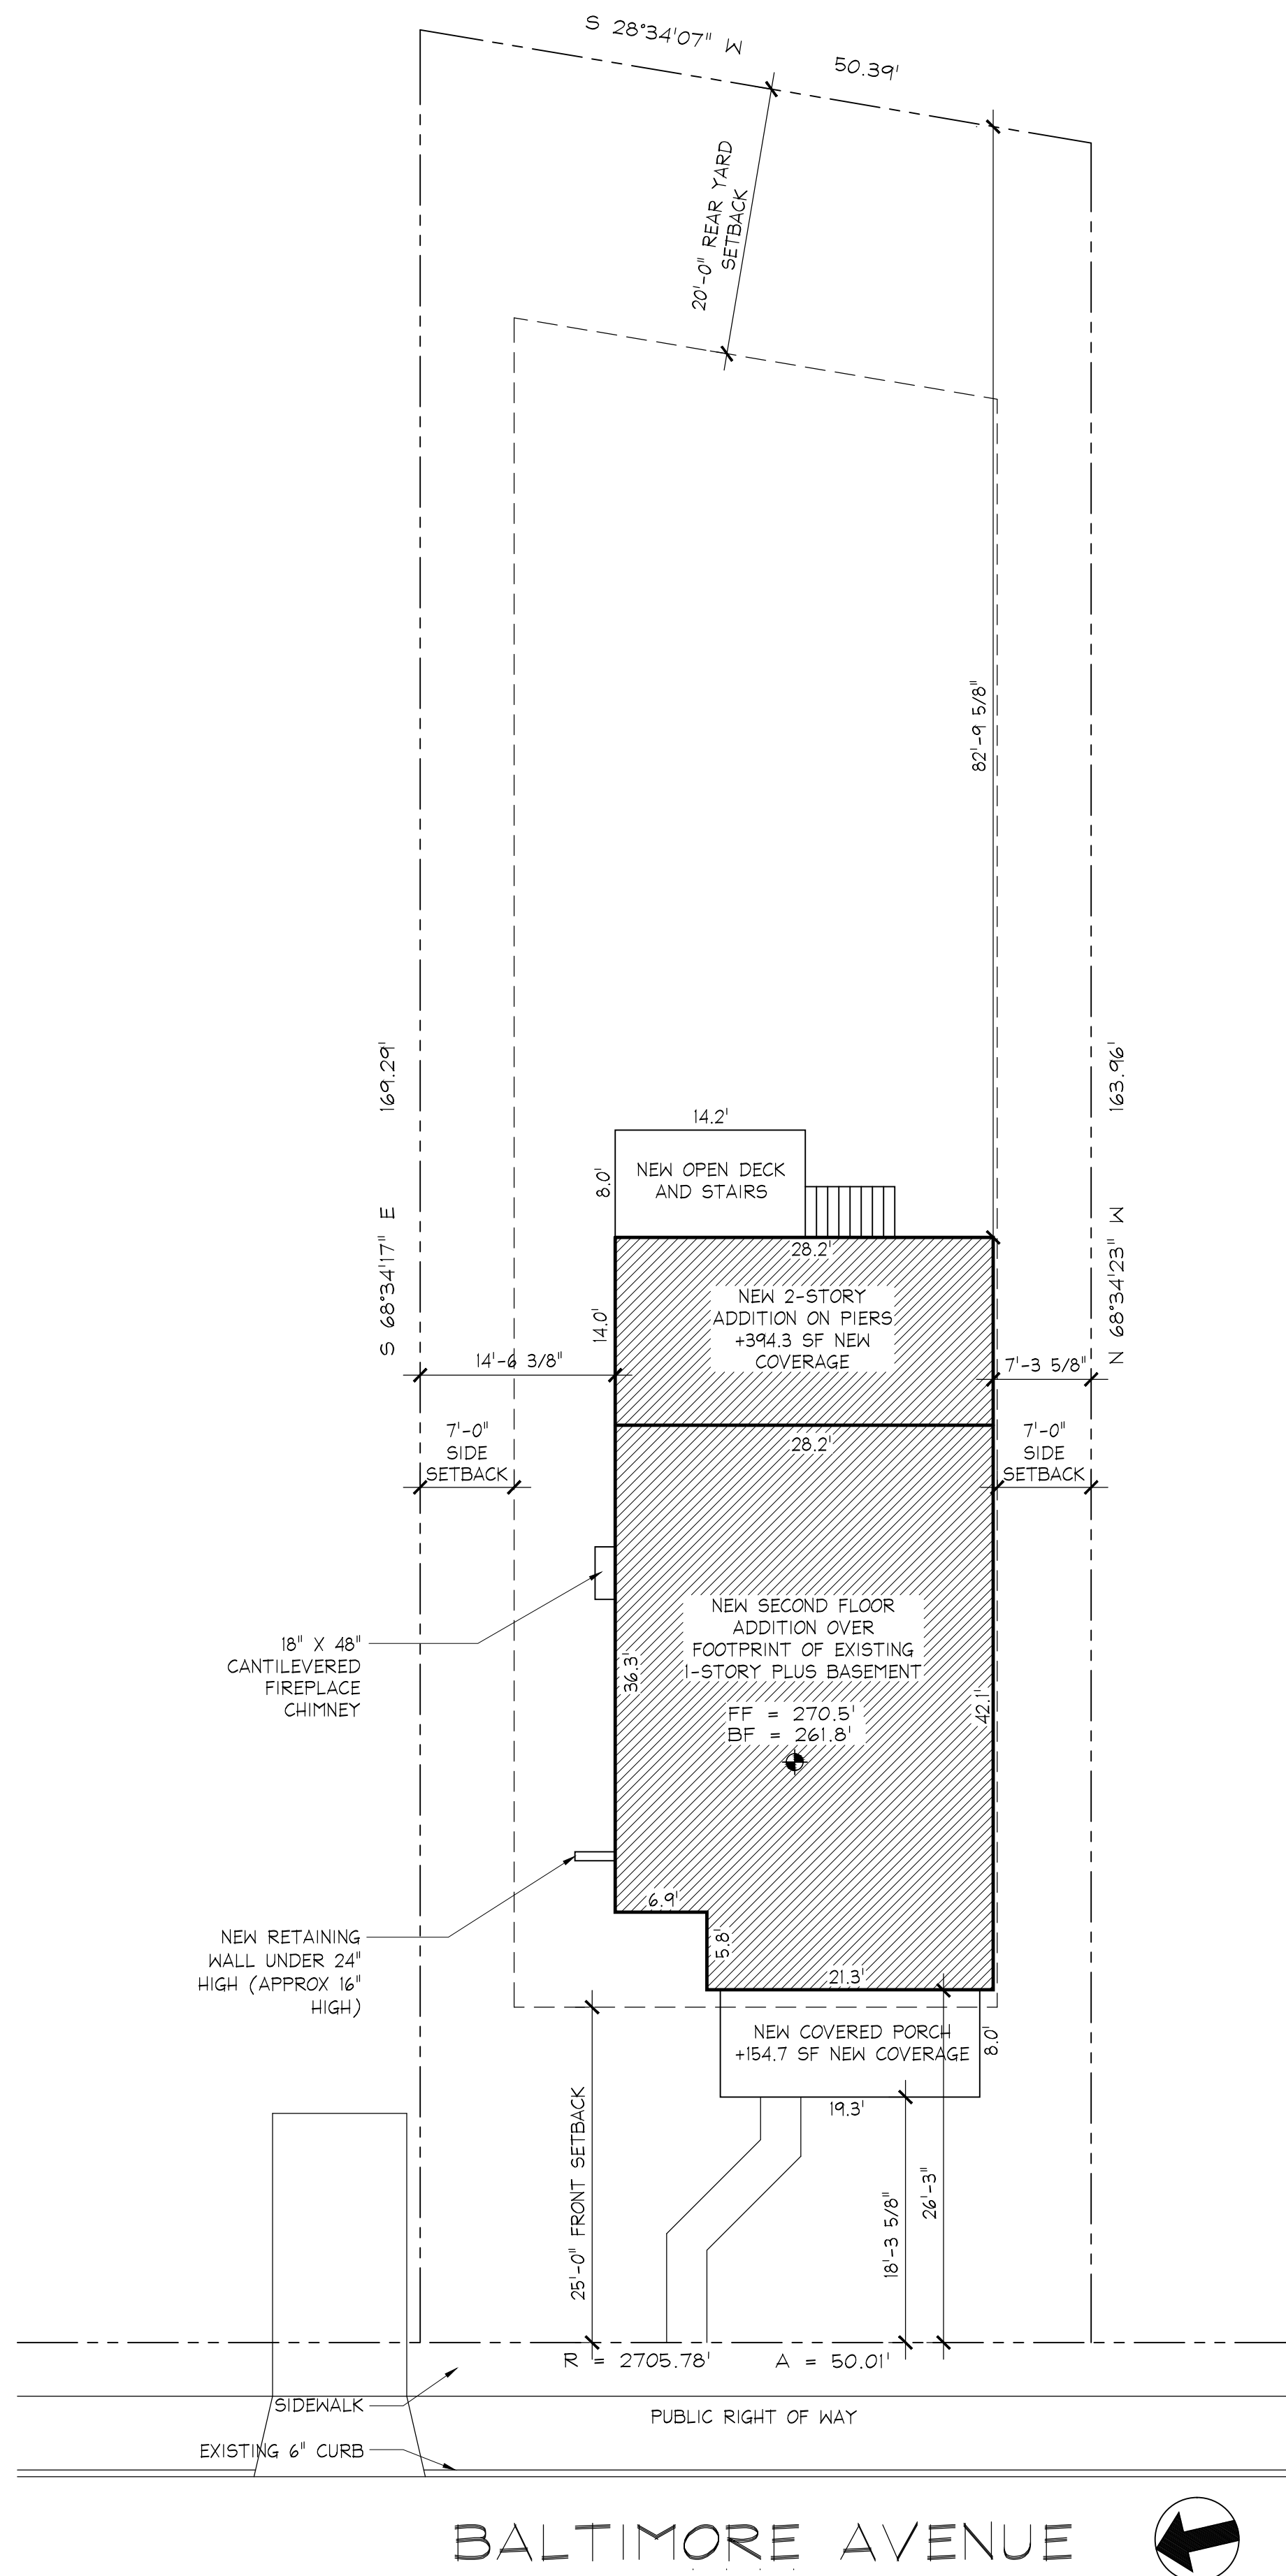 S 28°34'07" W
50.39'
20'-0" REAR YARD
SETBACK
82'-9 5/8"
169.29'
163.96'
S 68°34'17" E
N 68°34'23" W
14.2'
8.0'
NEW OPEN DECK
AND STAIRS
28.2'
14.0'
NEW 2-STORY
ADDITION ON PIERS
+394.3 SF NEW
COVERAGE
14'-6 3/8"
7'-3 5/8"
7'-0"
SIDE
SETBACK
28.2'
7'-0"
SIDE
SETBACK
NEW SECOND FLOOR
ADDITION OVER
FOOTPRINT OF EXISTING
1-STORY PLUS BASEMENT
18" X 48"
CANTILEVERED
FIREPLACE
CHIMNEY
36.3'
42.1'
FF = 270.5'
BF = 261.8'
6.9'
5.8'
NEW RETAINING
WALL UNDER 24"
HIGH (APPROX 16"
HIGH)
21.3'
NEW COVERED PORCH
+154.7 SF NEW COVERAGE
8.0'
19.3'
25'-0" FRONT SETBACK
18'-3 5/8"
26'-3"
R = 2705.78'
A = 50.01'
SIDEWALK
PUBLIC RIGHT OF WAY
EXISTING 6" CURB
BALTIMORE AVENUE